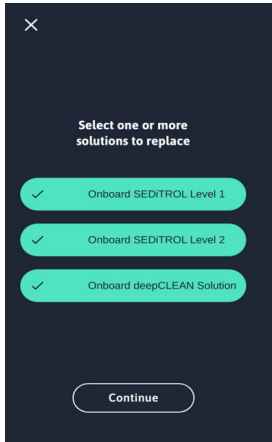 Select one or more
solutions to replace
Onboard SEDiTROL Level 1
Onboard SEDiTROL Level 2
Onboard deepCLEAN Solution
Continue